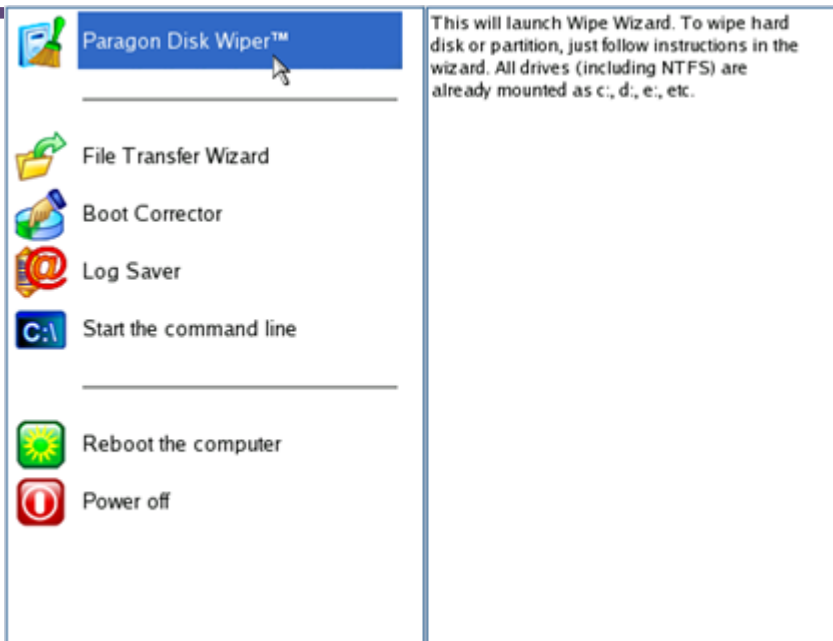 Paragon Disk Wiper™
File Transfer Wizard
Boot Corrector
Log Saver
C:\
Start the command line
Reboot the computer
Power off
This will launch Wipe Wizard. To wipe hard
disk or partition, just follow instructions in the
wizard. All drives (including NTFS) are
already mounted as c:, d:, e:, etc.